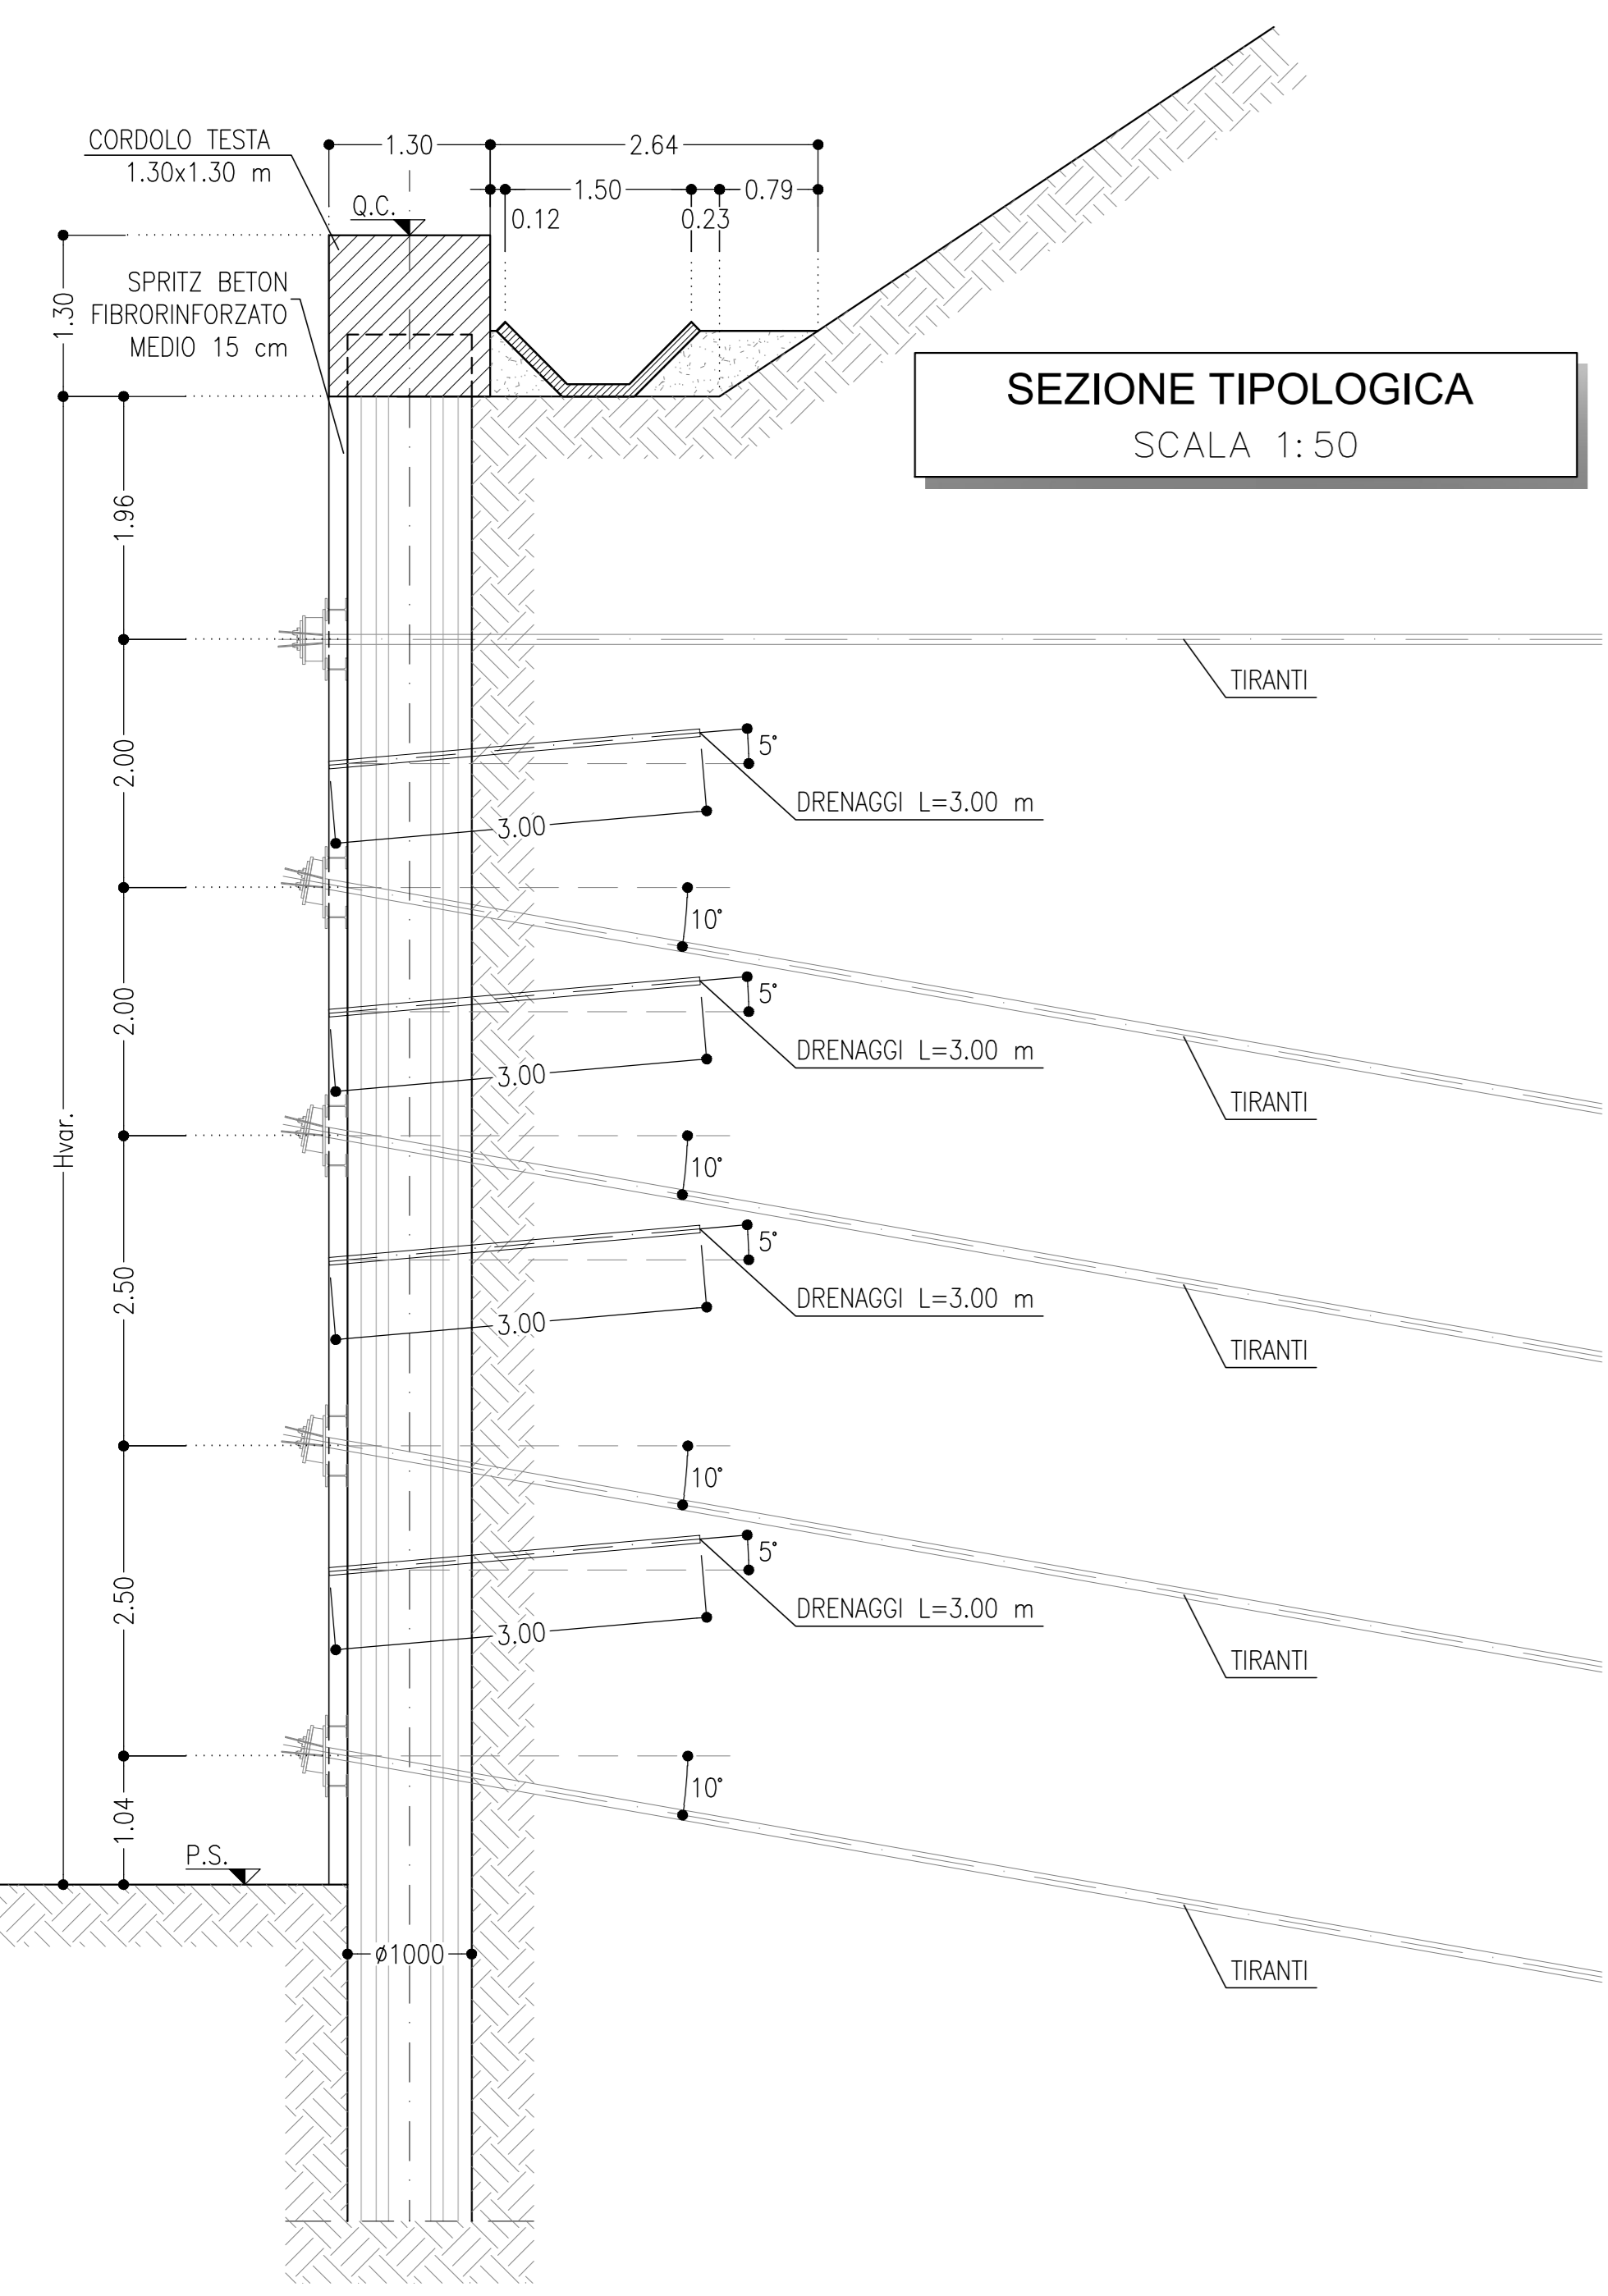 CORDOLO TESTA
1.30x1.30 m
1.30
2.64
1.50
0.79
0.12
0.23
Q.C.
SPRITZ BETON
FIBRORINFORZATO
MEDIO 15 cm
1.30
SEZIONE TIPOLOGICA
SCALA 1:50
1.96
TIRANTI
2.00
5°
DRENAGGI L=3.00 m
3.00
10°
2.00
5°
DRENAGGI L=3.00 m
3.00
TIRANTI
Hvar.
10°
2.50
5°
DRENAGGI L=3.00 m
3.00
TIRANTI
10°
2.50
5°
DRENAGGI L=3.00 m
3.00
TIRANTI
10°
1.04
P.S.
ø1000
TIRANTI